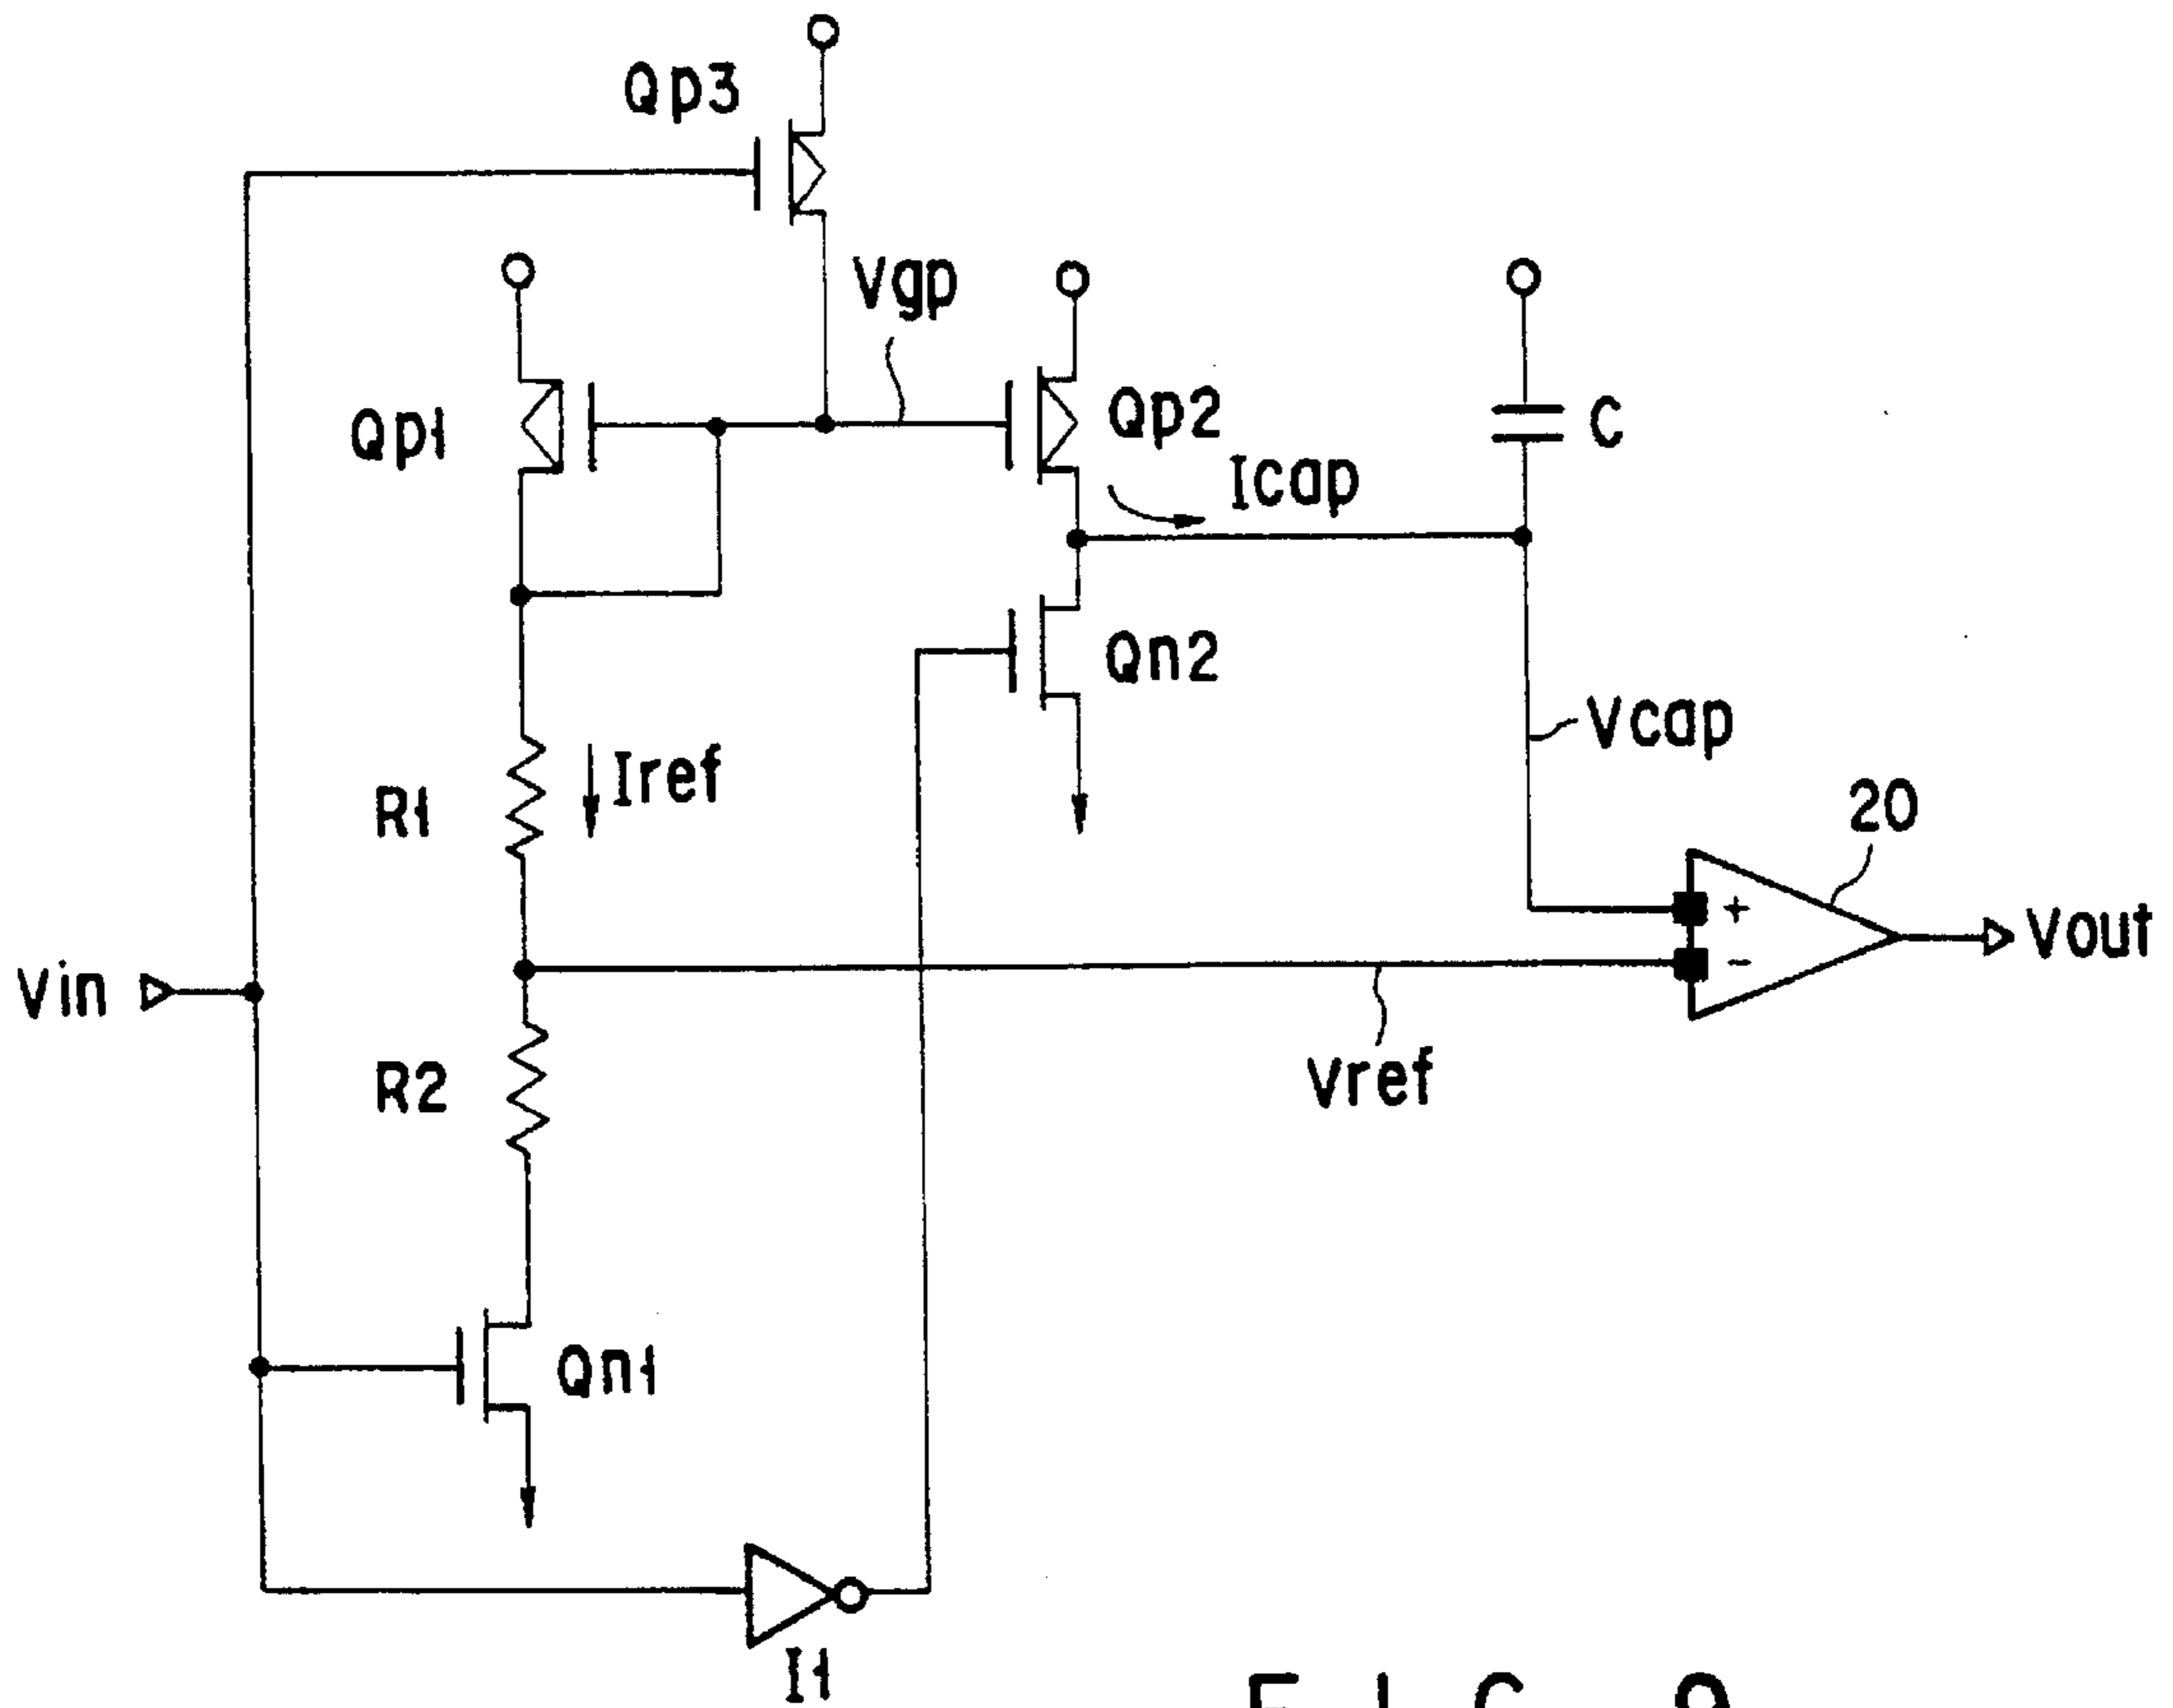 Qp3
Vgp
Qp1
Qp2
C
Icap
Qn2
Iref
R1
Vcap
20
+
-
Vout
Vin
Vref
R2
Qn1
I1